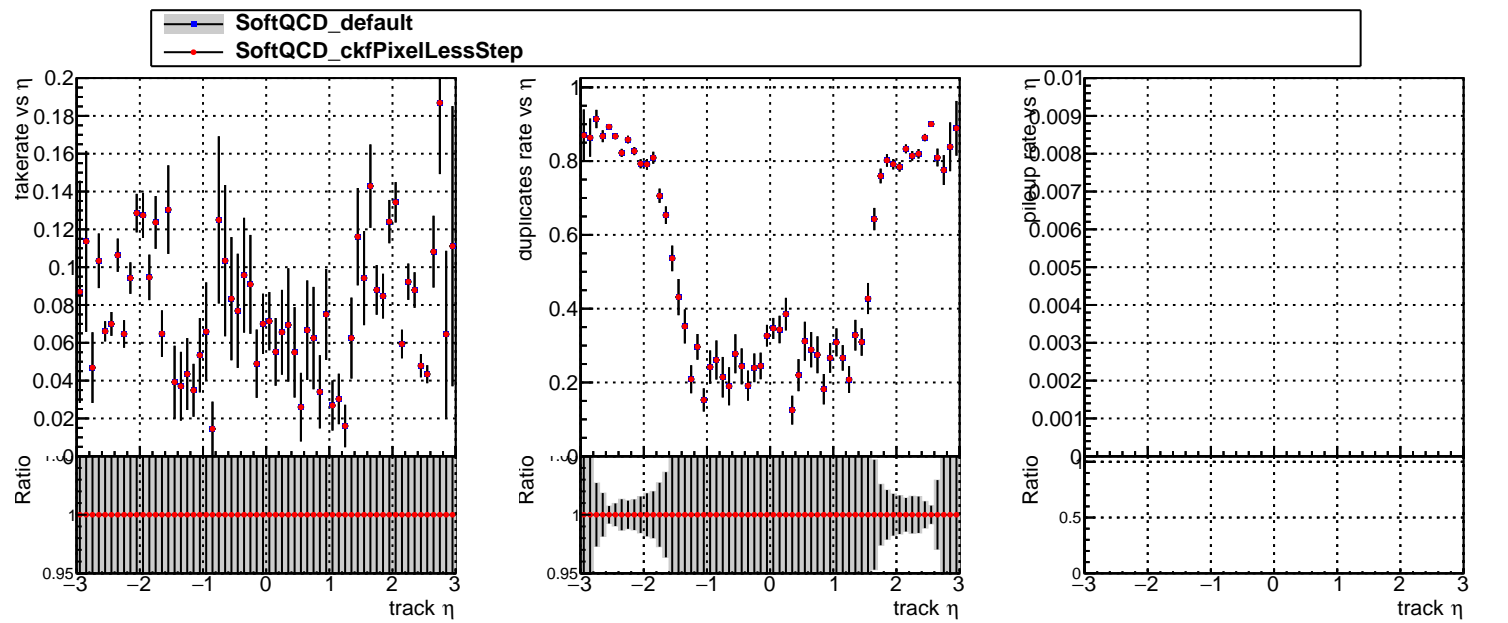 SoftQCD_default
SoftQCD_ckfPixelLessStep
fakerate vs η
0.2
0.18
0.16
0.14
0.12
0.1
0.08
0.06
0.04
0.02
0
Ratio
1
0.95
−3 −2 −1 0 1 2 3
track η
duplicates rate vs η
1
0.8
0.6
0.4
0.2
0
Ratio
1
0.95
−3 −2 −1 0 1 2 3
track η
pileup rate vs η
0.01
0.009
0.008
0.007
0.006
0.005
0.004
0.003
0.002
0.001
0
Ratio
1
0.5
0
−3 −2 −1 0 1 2 3
track η